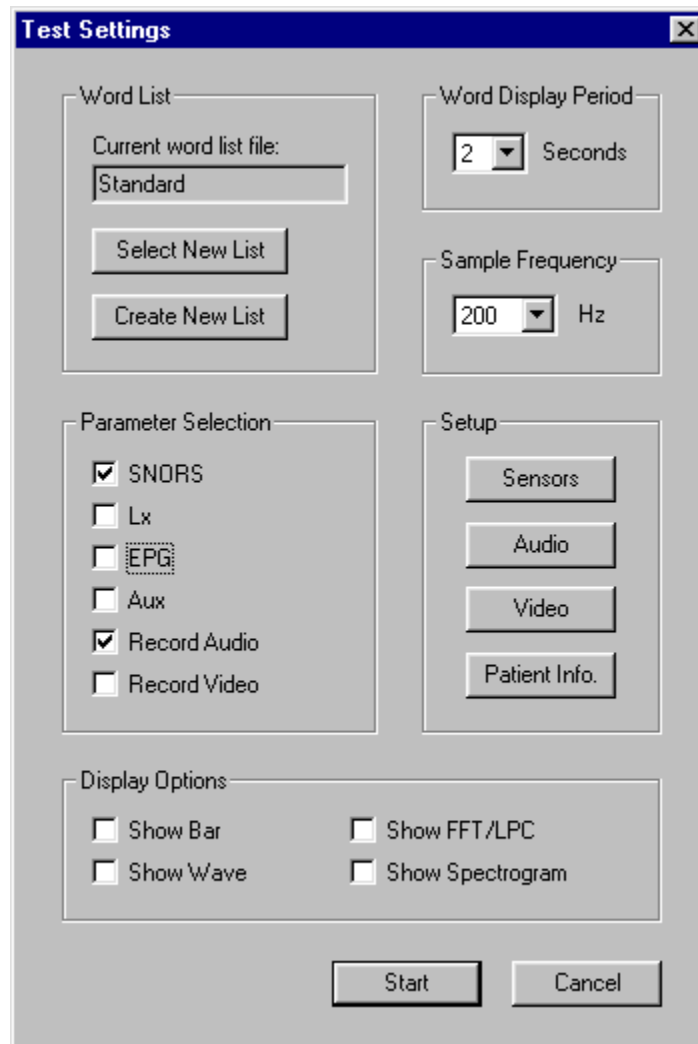 Test Settings
Word List
Current word list file:
Standard
Select New List
Create New List
Word Display Period
2 Seconds
Sample Frequency
200 Hz
Parameter Selection
SNORS
Lx
EPG
Aux
Record Audio
Record Video
Setup
Sensors
Audio
Video
Patient Info.
Display Options
Show Bar
Show FFT/LPC
Show Wave
Show Spectrogram
Start
Cancel